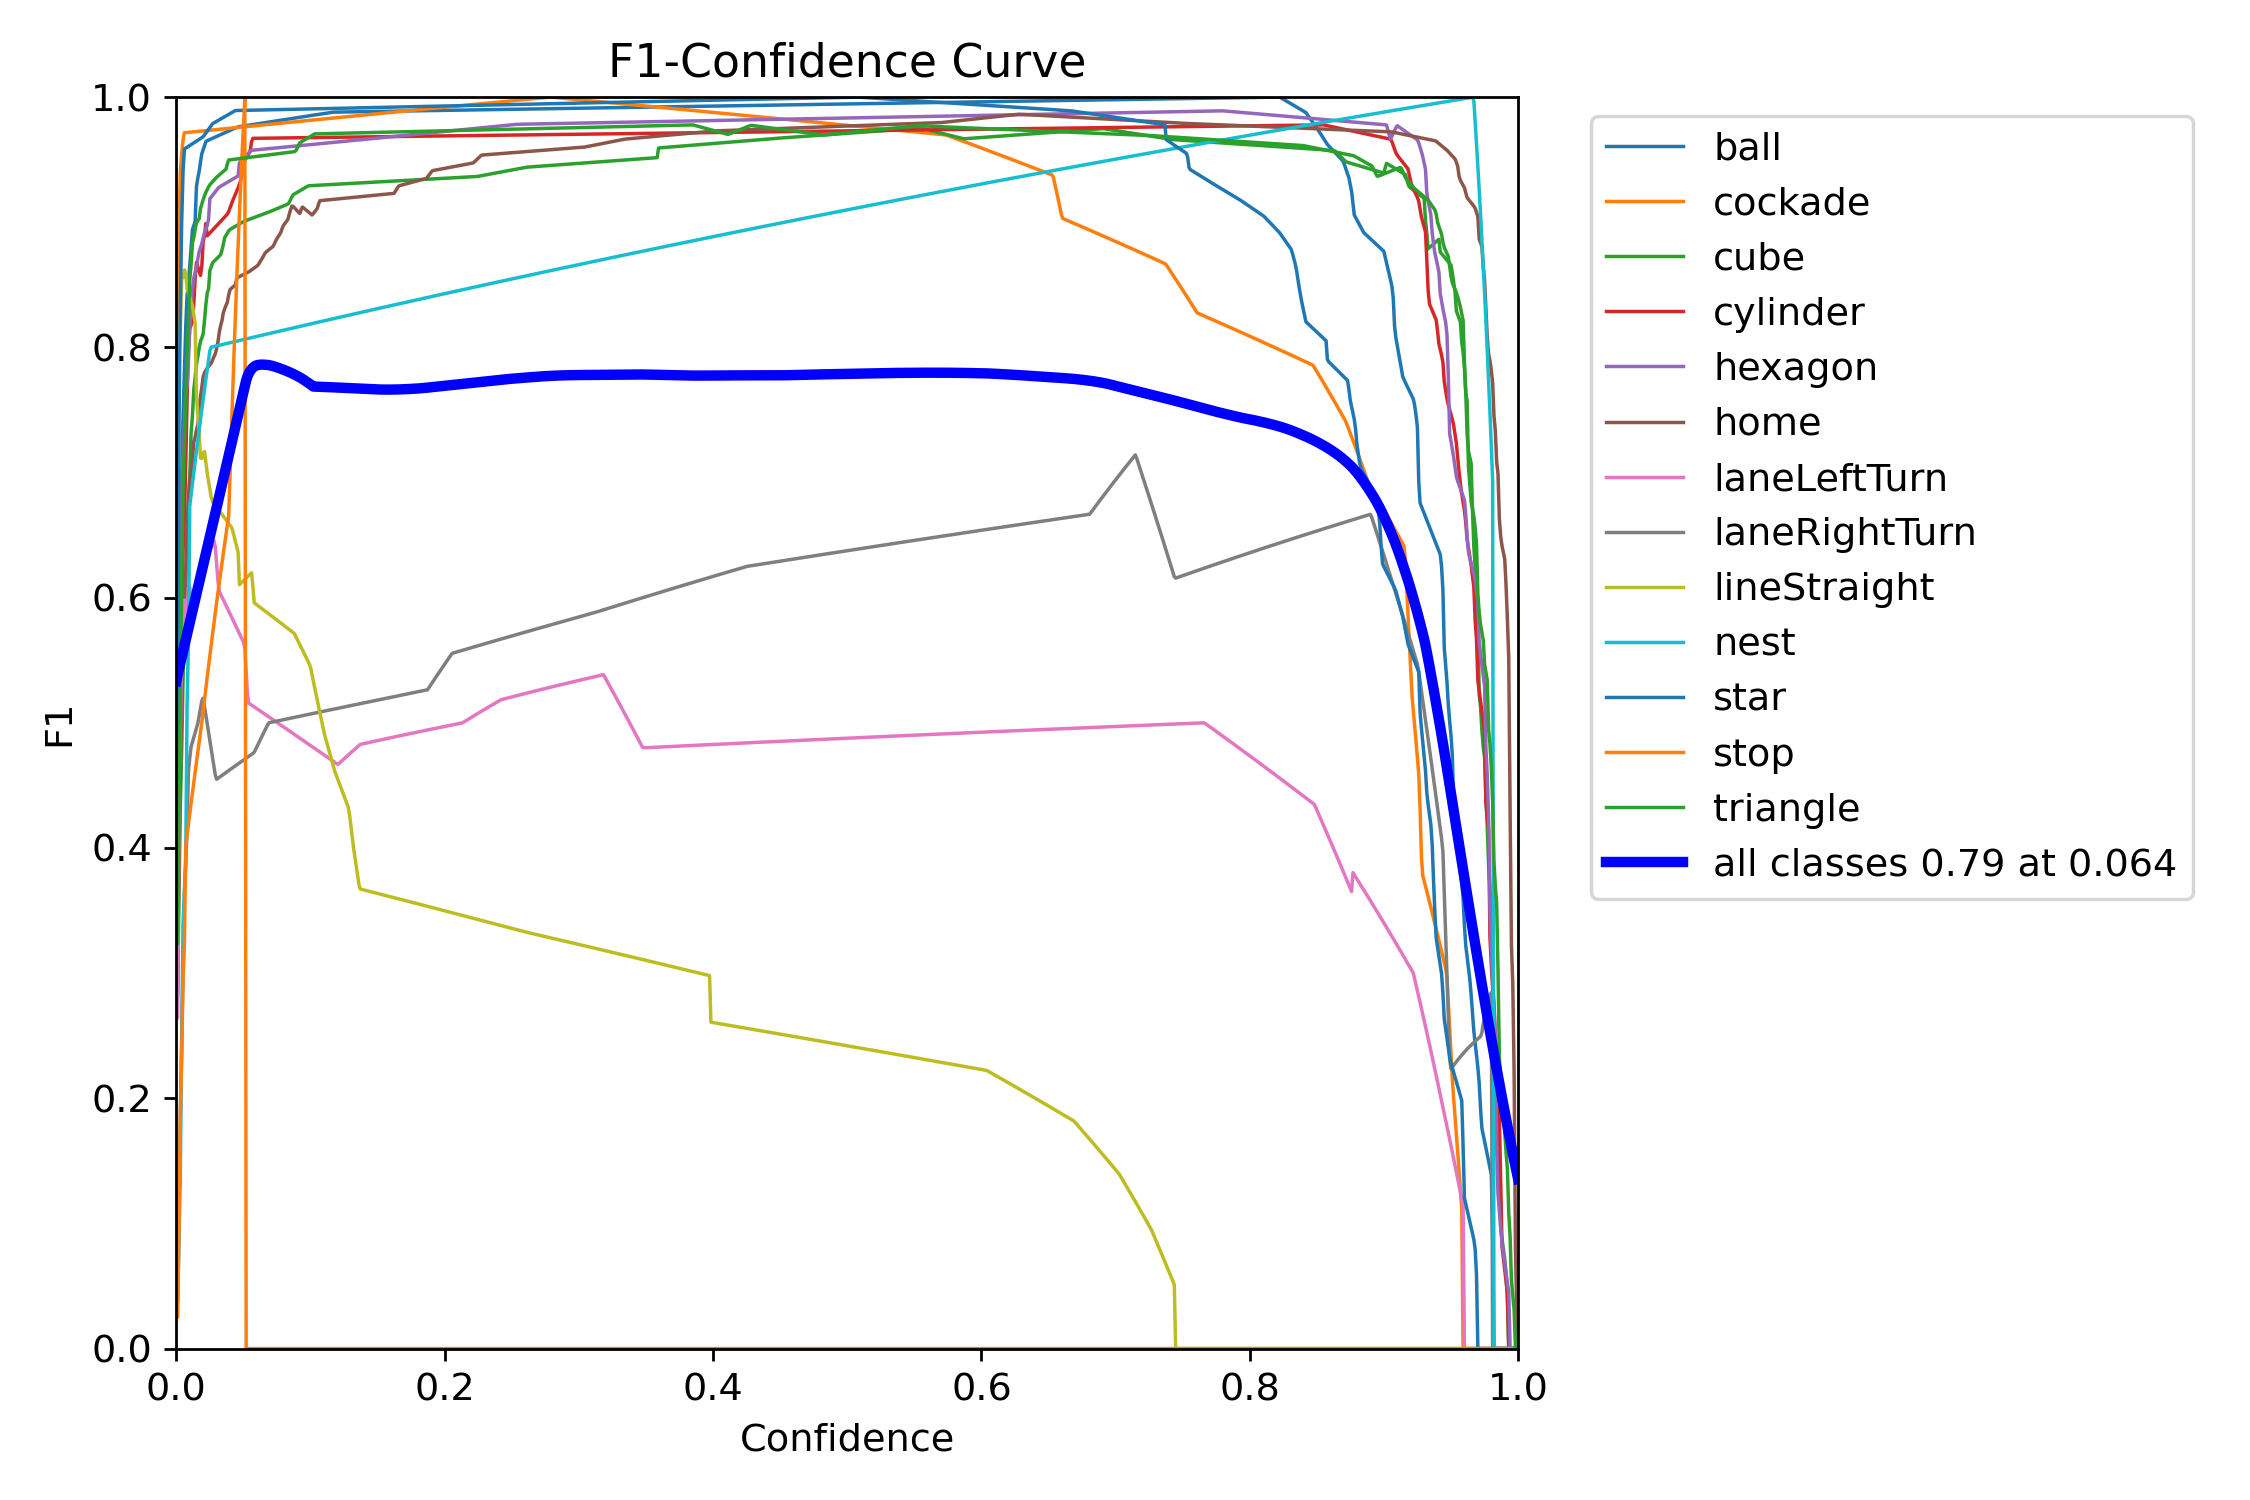 F1-Confidence Curve
1.0
0.8
0.6
0.4
0.2
0.0
F1
0.0 0.2 0.4 0.6 0.8 1.0
Confidence
ball
cockade
cube
cylinder
hexagon
home
laneLeftTurn
laneRightTurn
lineStraight
nest
star
stop
triangle
all classes 0.79 at 0.064